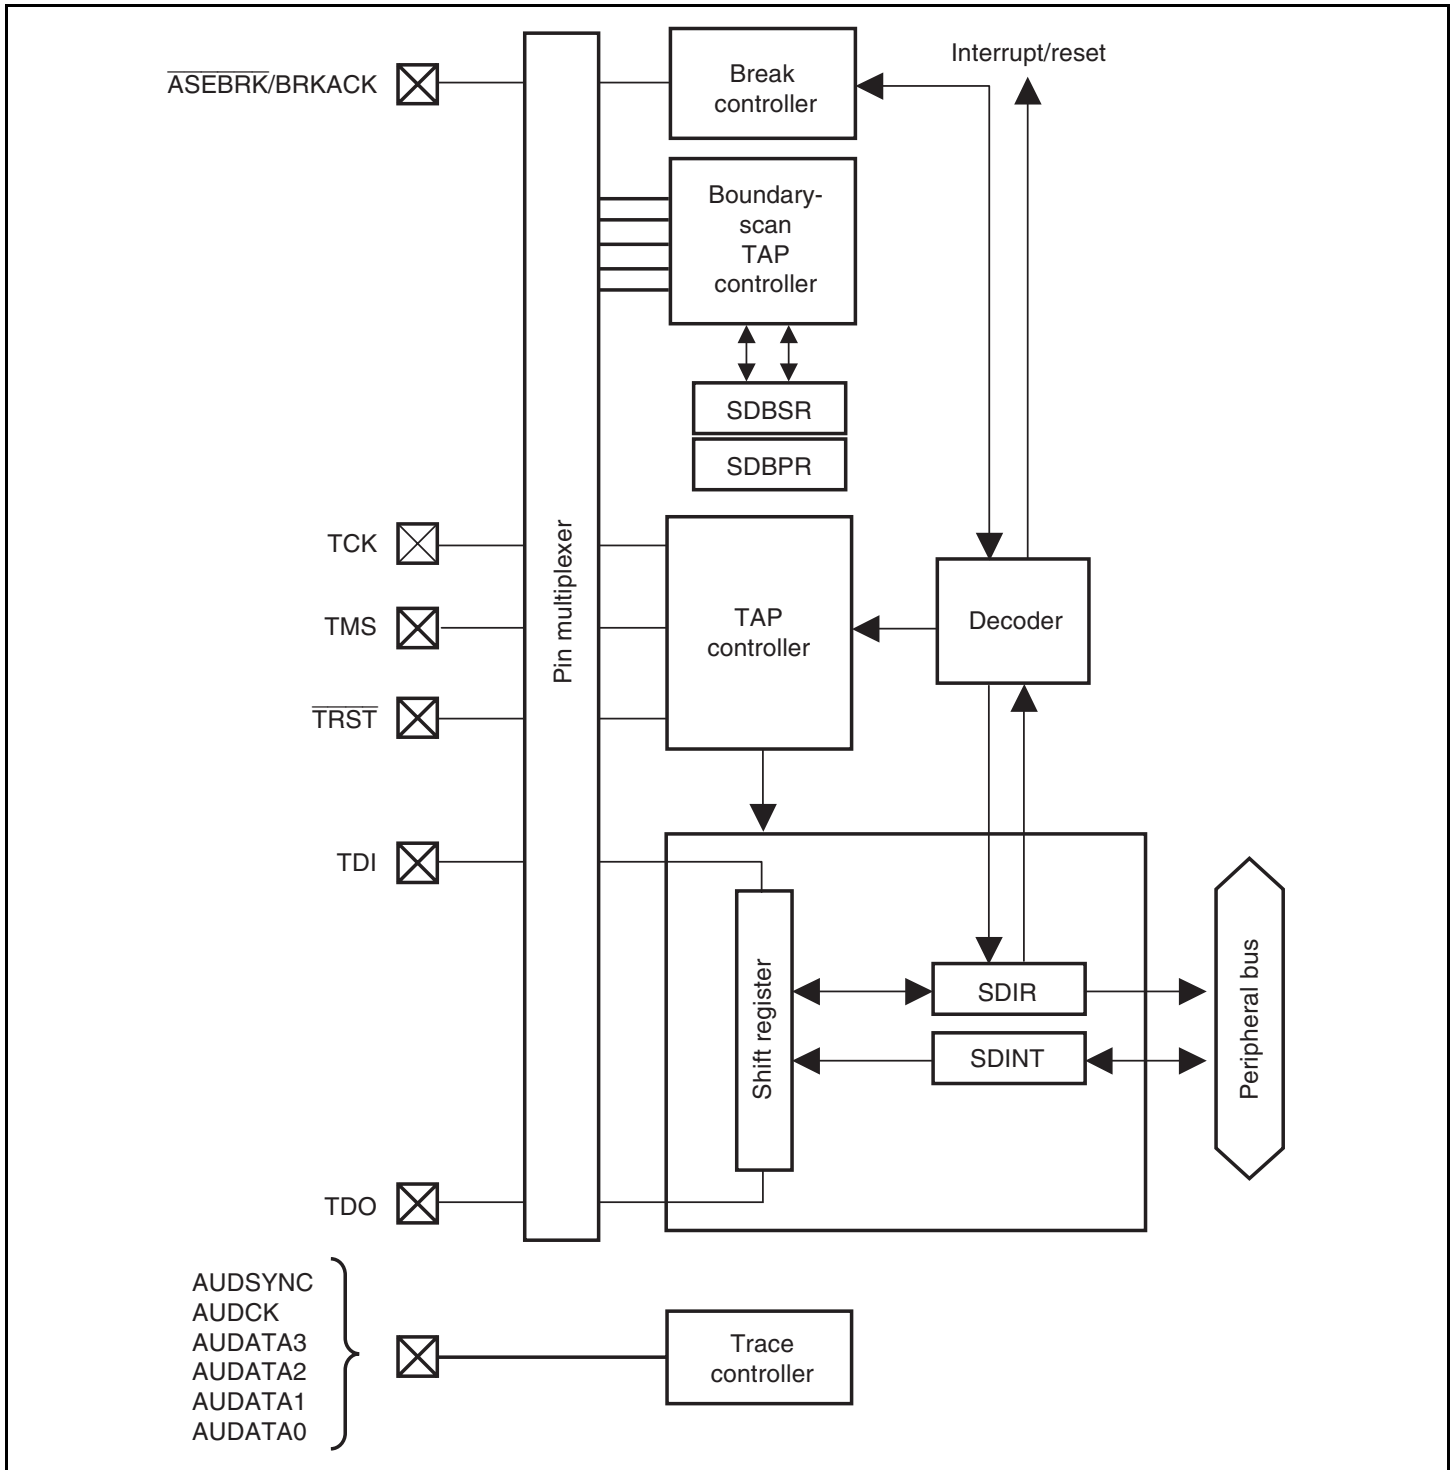 Interrupt/reset
ASEBRK/BRKACK
Break
controller
Boundary-
scan
TAP
controller
SDBSR
SDBPR
Pin multiplexer
TCK
TMS
TRST
TAP
controller
Decoder
TDI
Shift register
SDIR
SDINT
Peripheral bus
TDO
AUDSYNC
AUDCK
AUDATA3
AUDATA2
AUDATA1
AUDATA0
Trace
controller